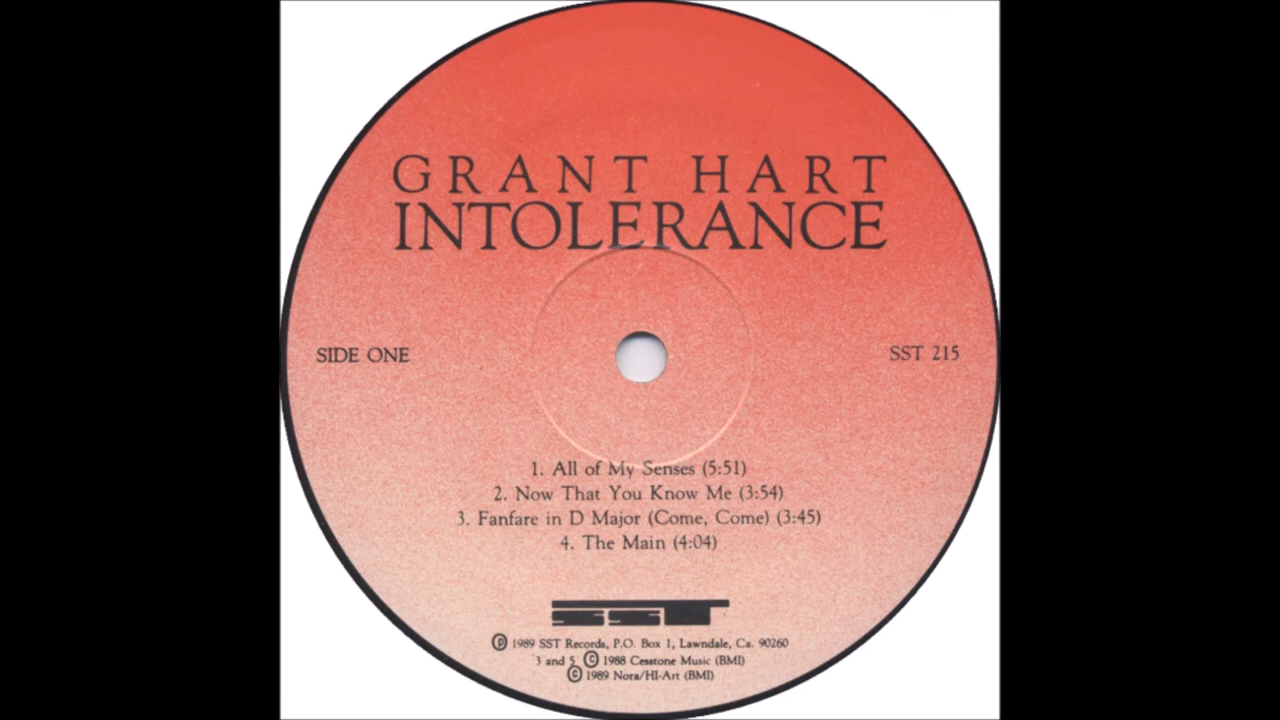 GRANT HART
INTOLERANCE
SIDE ONE
SST 215
1. All of My Senses (5:51)
2. Now That You Know Me (3:54)
3. Fanfare in D Major (Come, Come) (3:45)
4. The Main (4:04)
SST
℗ 1989 SST Records, P.O. Box 1, Lawndale, Ca. 90260
3 and 5, © 1988 Cesstone Music (BMI)
© 1989 Nora/HI-Art (BMI)